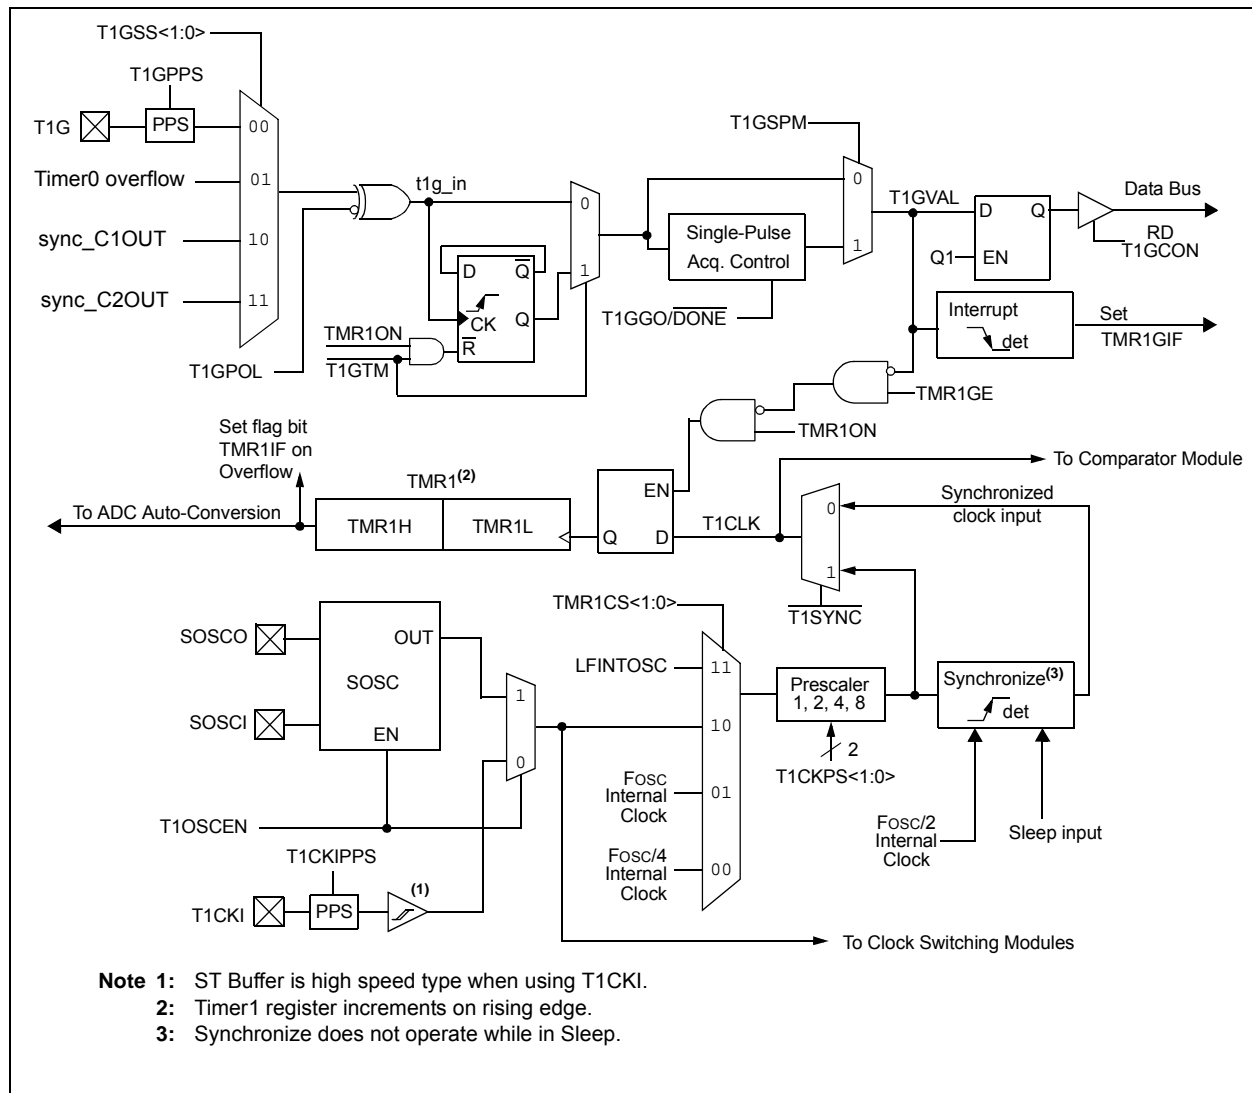 T1GSS<1:0>
T1GPPS
T1G
PPS
00
Timer0 overflow
01
sync_C1OUT
10
sync_C2OUT
11
T1GPOL
t1g_in
0
1
D
Q
CK
Q
R
TMR1ON
T1GTM
T1GSPM
0
1
Single-Pulse
Acq. Control
T1GGO/DONE
T1GVAL
D
Q
Q1
EN
Data Bus
RD
T1GCON
Interrupt
det
Set
TMR1GIF
TMR1GE
TMR1ON
Set flag bit
TMR1IF on
Overflow
To ADC Auto-Conversion
TMR1(2)
TMR1H
TMR1L
EN
Q
D
T1CLK
To Comparator Module
Synchronized
clock input
0
1
T1SYNC
SOSCO
SOSCI
OUT
SOSC
EN
1
0
T1OSCEN
T1CKIPPS
T1CKI
PPS
(1)
TMR1CS<1:0>
LFINTOSC
11
10
FOSC
Internal
Clock
01
FOSC/4
Internal
Clock
00
Prescaler
1, 2, 4, 8
2
T1CKPS<1:0>
Synchronize(3)
det
FOSC/2
Internal
Clock
Sleep input
To Clock Switching Modules
Note 1: ST Buffer is high speed type when using T1CKI.
2: Timer1 register increments on rising edge.
3: Synchronize does not operate while in Sleep.